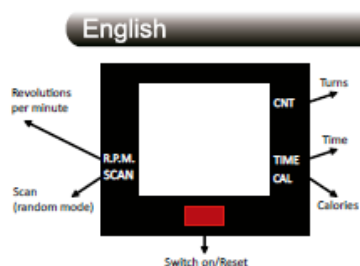 English
Revolutions
per minute
Turns
CNT
R.P.M.
SCAN
TIME
CAL
Time
Scan
(random mode)
Calories
Switch on/Reset